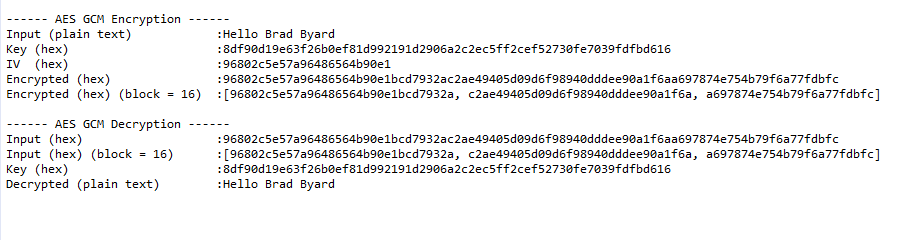 ------ AES GCM Encryption ------
Input (plain text)            :Hello Brad Byard
Key (hex)                     :8df90d19e63f26b0ef81d992191d2906a2c2ec5ff2cef52730fe7039fdfbd616
IV  (hex)                     :96802c5e57a96486564b90e1
Encrypted (hex)               :96802c5e57a96486564b90e1bcd7932ac2ae49405d09d6f98940dddee90a1f6aa697874e754b79f6a77fdbfc
Encrypted (hex) (block = 16)  :[96802c5e57a96486564b90e1bcd7932a, c2ae49405d09d6f98940dddee90a1f6a, a697874e754b79f6a77fdbfc]
------ AES GCM Decryption ------
Input (hex)                   :96802c5e57a96486564b90e1bcd7932ac2ae49405d09d6f98940dddee90a1f6aa697874e754b79f6a77fdbfc
Input (hex) (block = 16)      :[96802c5e57a96486564b90e1bcd7932a, c2ae49405d09d6f98940dddee90a1f6a, a697874e754b79f6a77fdbfc]
Key (hex)                     :8df90d19e63f26b0ef81d992191d2906a2c2ec5ff2cef52730fe7039fdfbd616
Decrypted (plain text)        :Hello Brad Byard